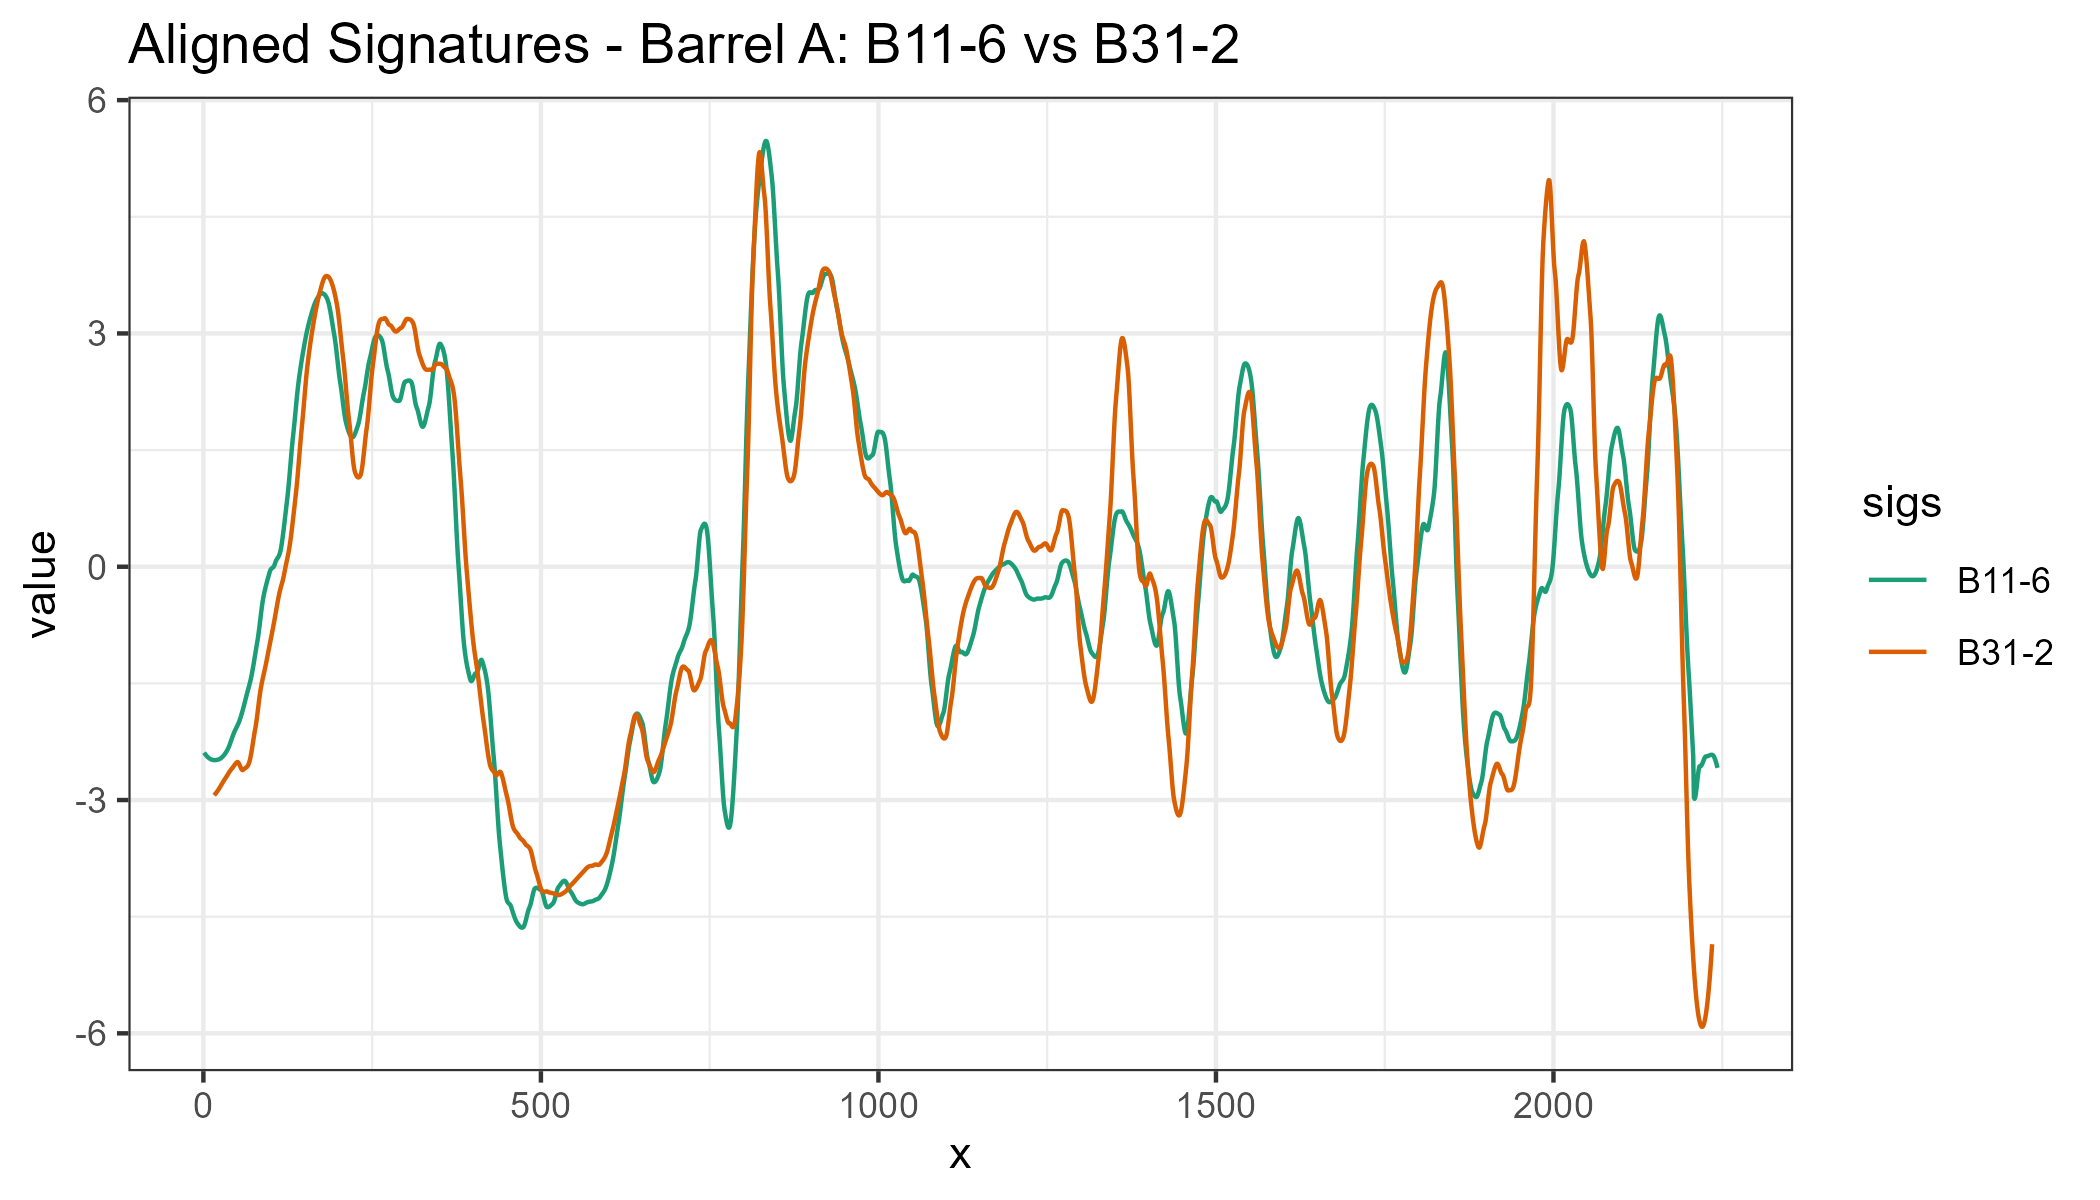 Aligned Signatures - Barrel A: B11-6 vs B31-2
6
3
0
-3
-6
value
0 500 1000 1500 2000
x
sigs
B11-6
B31-2